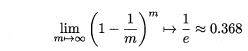 lim_{m↦∞} (1 − 1/m)^m ↦ 1/e ≈ 0.368